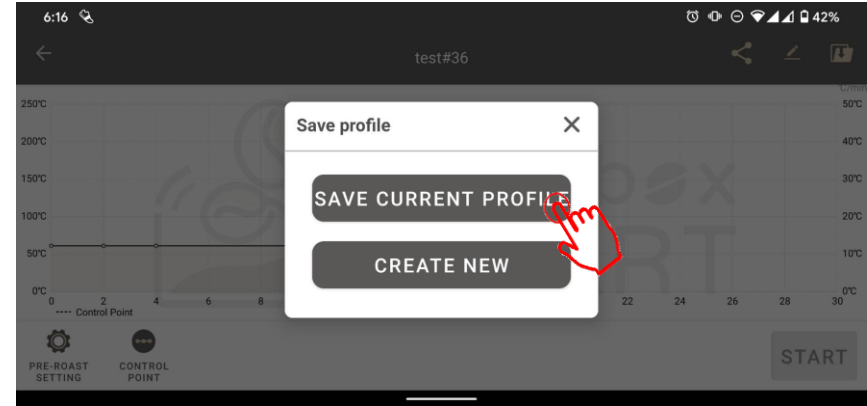 6:16
42%
test#36
°C/min
250℃
50℃
200℃
40℃
150℃
30℃
100℃
20℃
50℃
10℃
0℃
0℃
0 2 4 6 8 22 24 26 28 30
---- Control Point
Save profile
SAVE CURRENT PROFILE
CREATE NEW
PRE-ROAST
SETTING
CONTROL
POINT
START